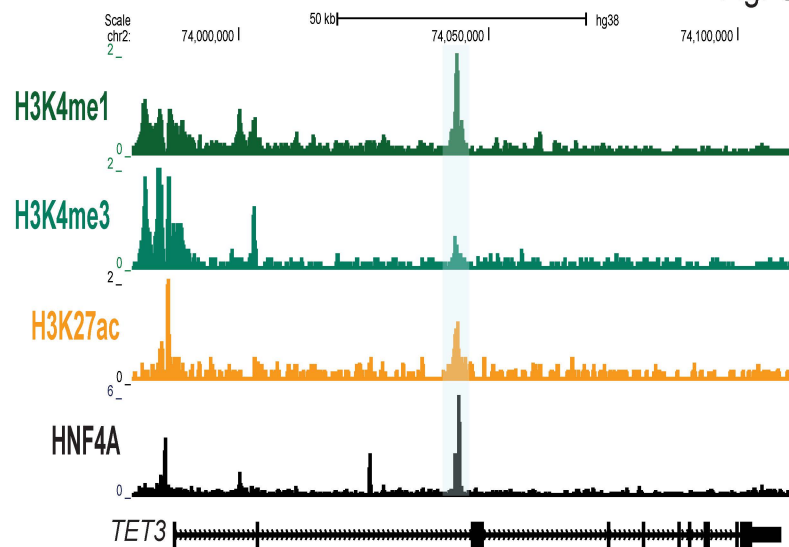 Scale 50 kb hg38
chr2: 74,000,000 74,050,000 74,100,000
2
H3K4me1
0
2
H3K4me3
0
2
H3K27ac
0
6
HNF4A
0
TET3